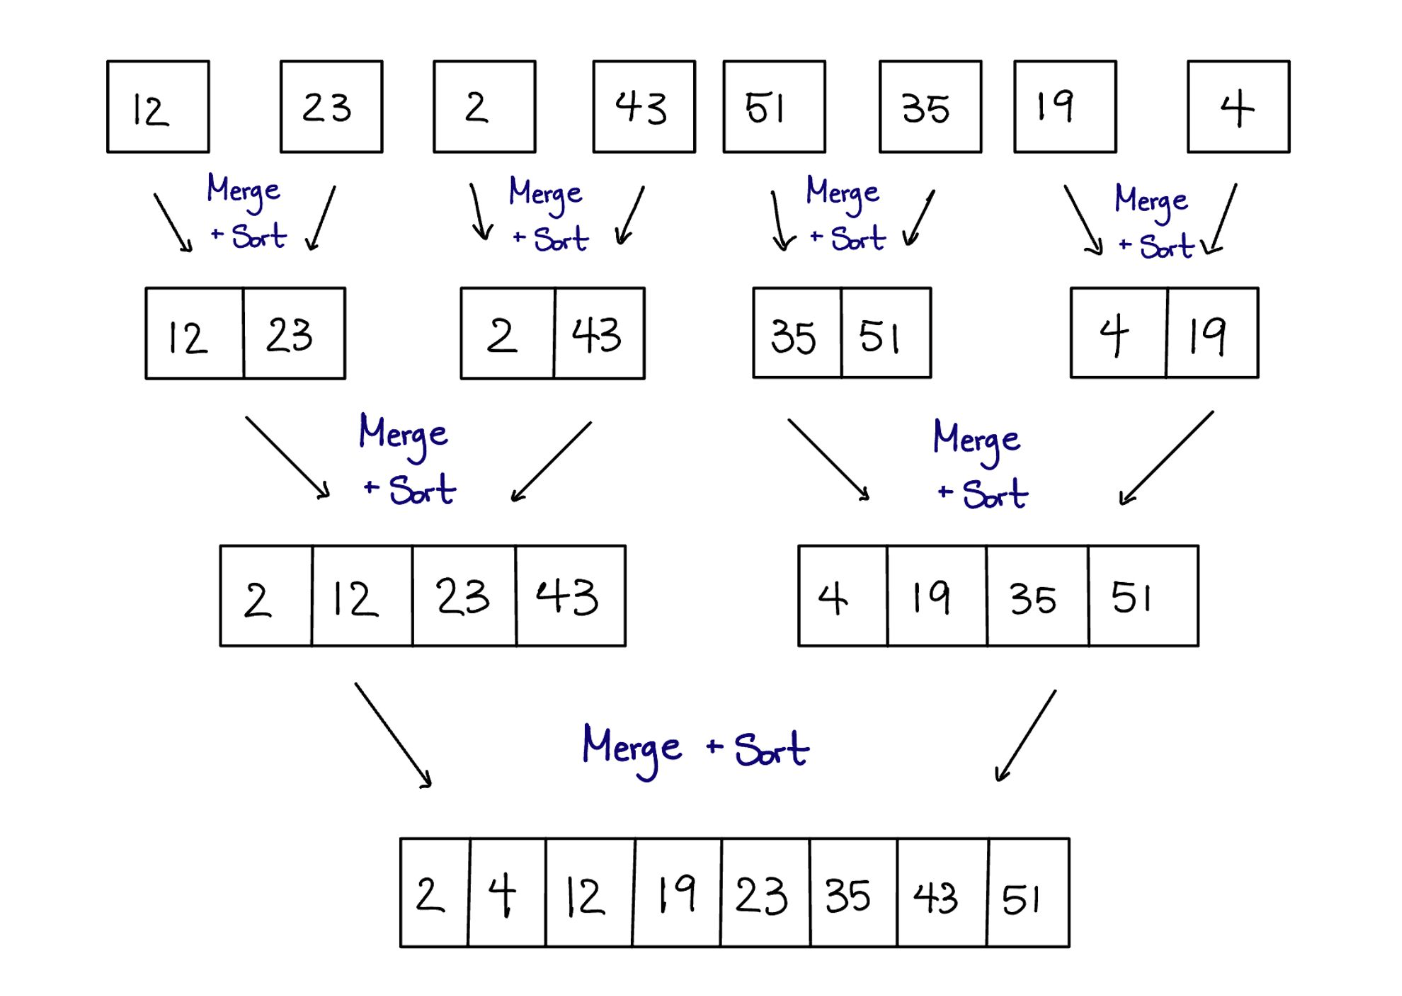 12 23 2 43 51 35 19 4
Merge Merge Merge Merge
+ Sort + Sort + Sort + Sort
12 23 2 43 35 51 4 19
Merge Merge
+ Sort + Sort
2 12 23 43 4 19 35 51
Merge + Sort
2 4 12 19 23 35 43 51